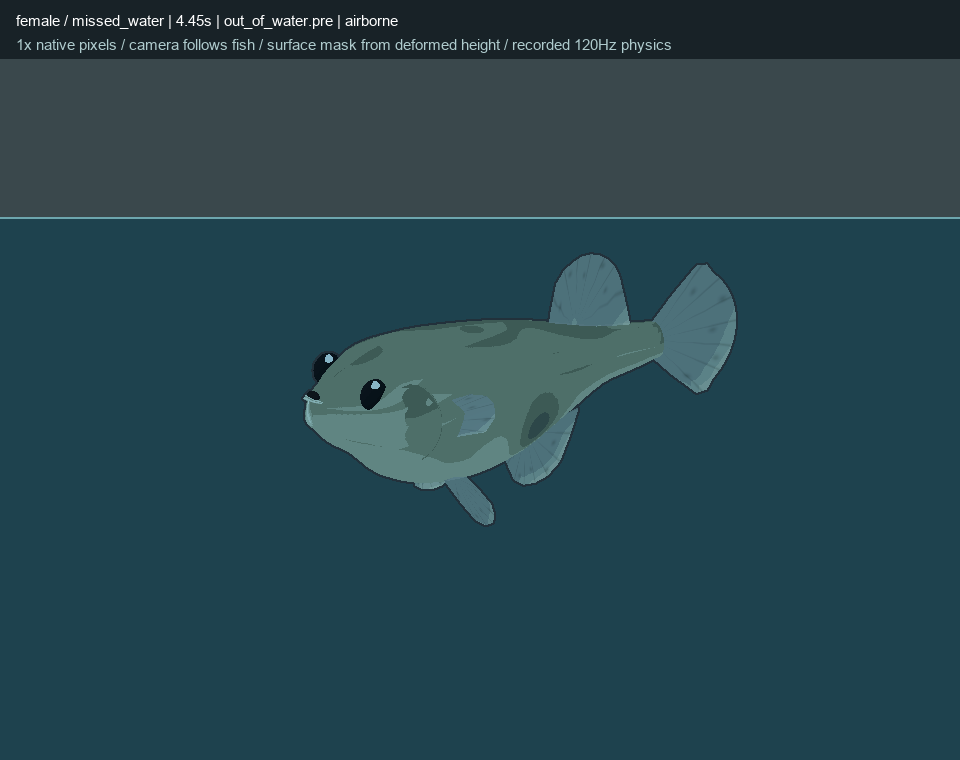 female / missed_water | 4.45s | out_of_water.pre | airborne
1x native pixels / camera follows fish / surface mask from deformed height / recorded 120Hz physics